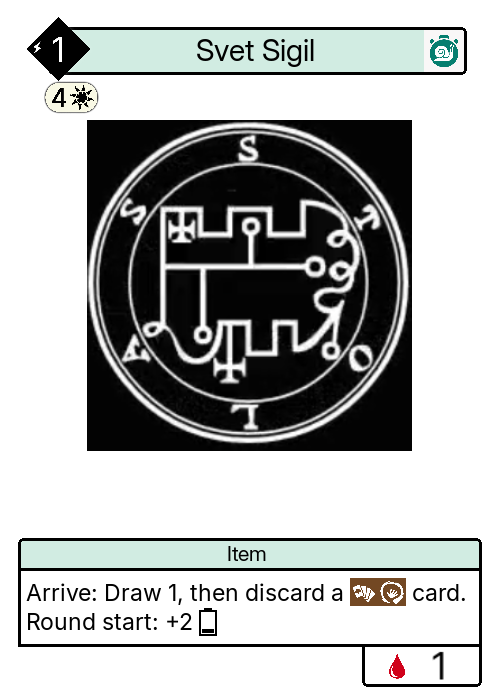 1
Svet Sigil
4
S
T
O
L
A
S
Item
Arrive: Draw 1, then discard a card.
Round start: +2
1